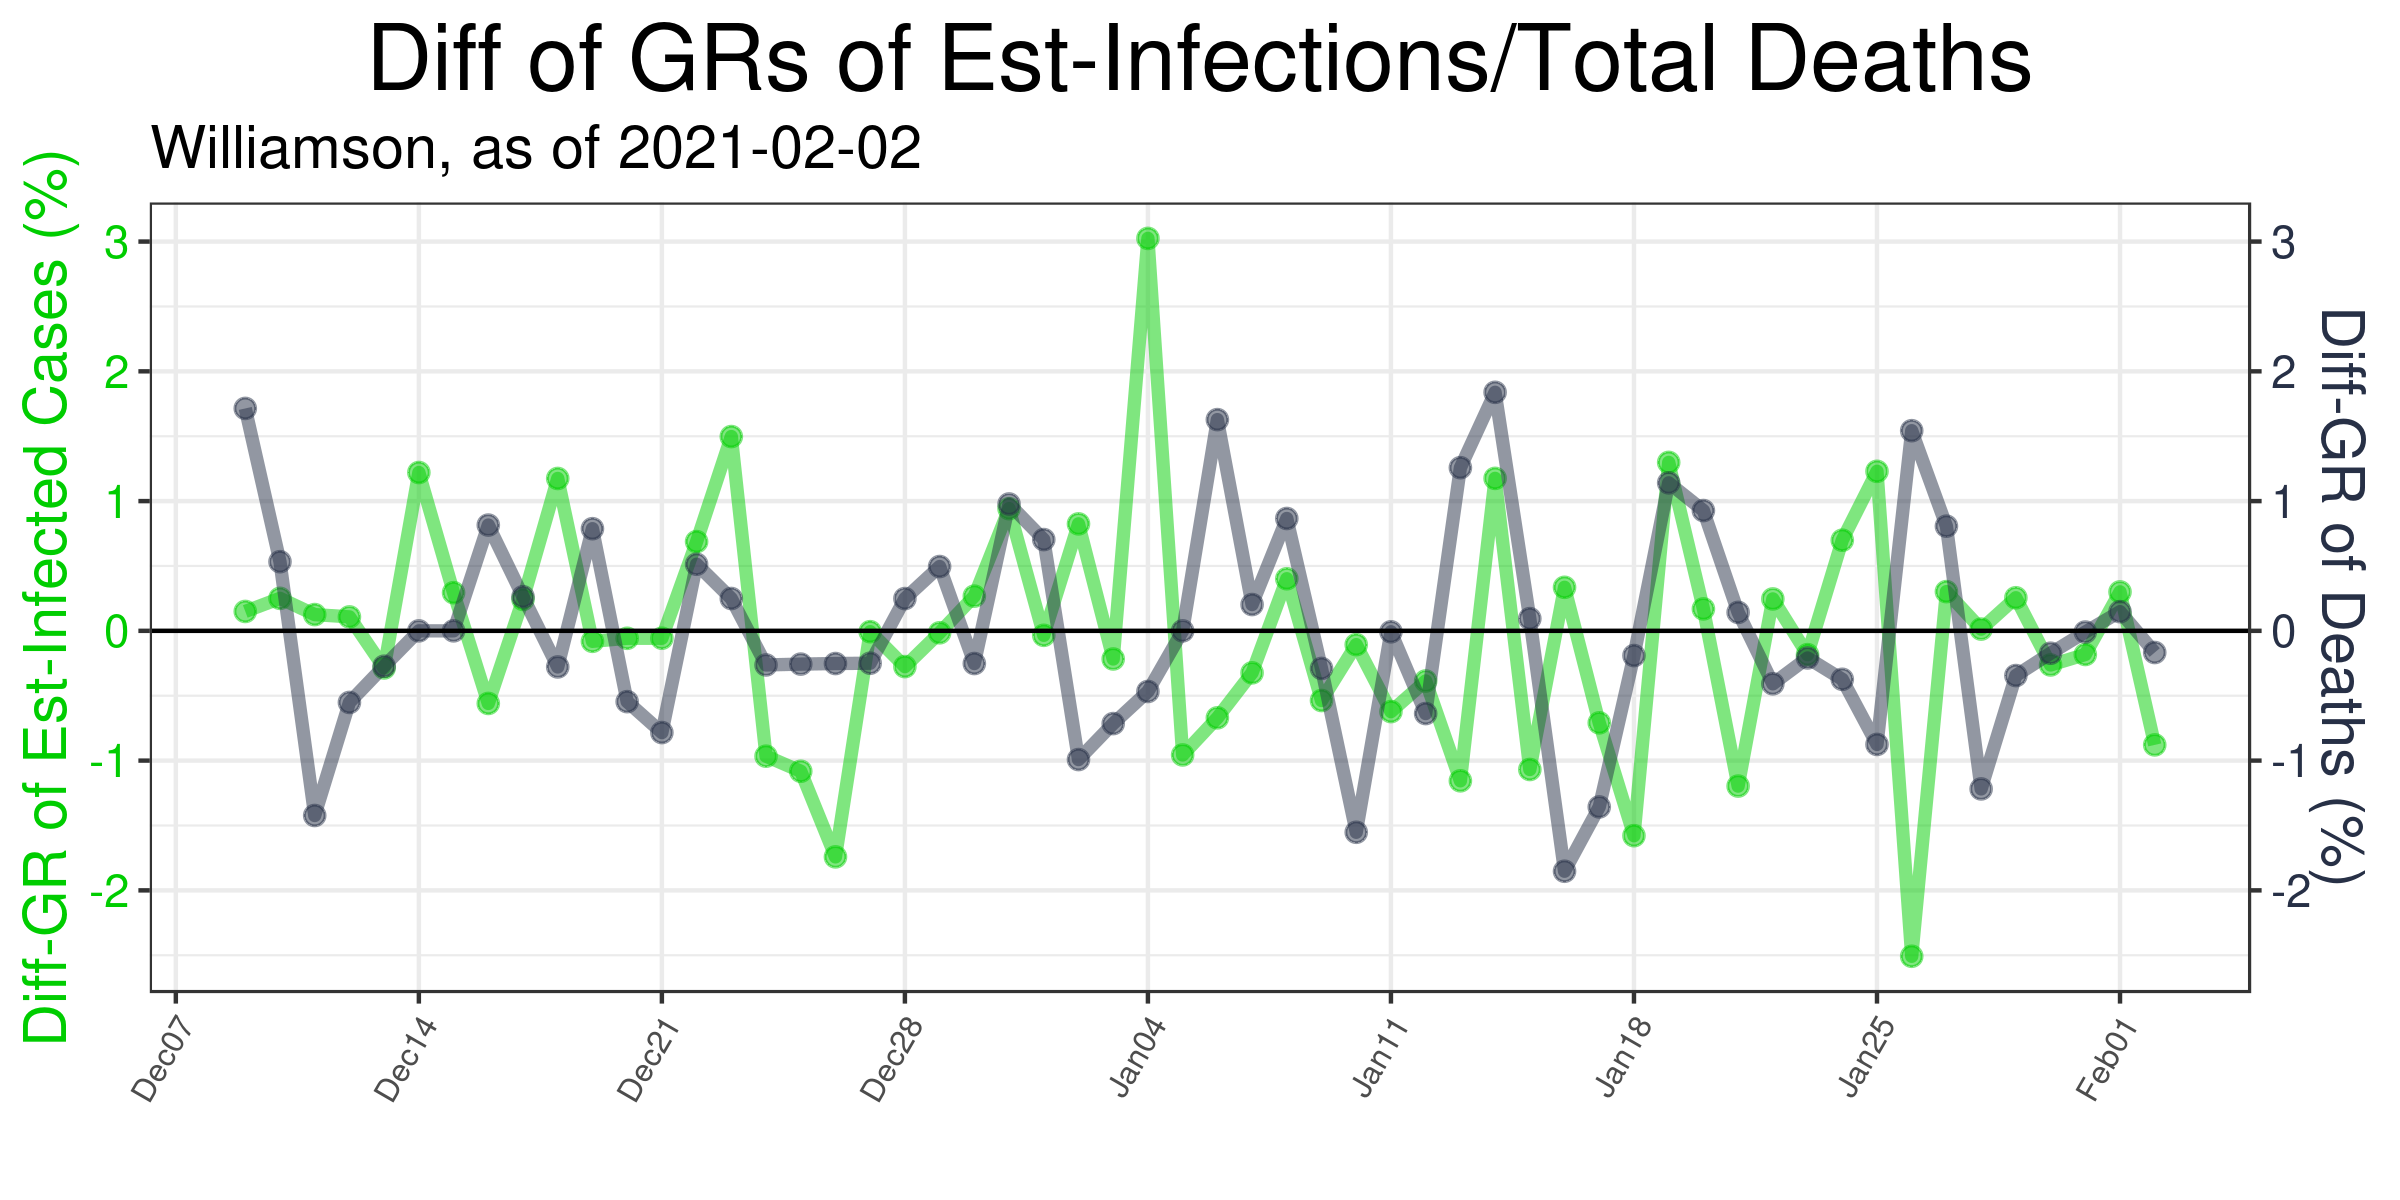 Diff of GRs of Est-Infections/Total Deaths
Williamson, as of 2021-02-02
Diff-GR of Est-Infected Cases (%)
3
2
1
0
-1
-2
3
2
1
0
-1
-2
Diff-GR of Deaths (%)
Dec07
Dec14
Dec21
Dec28
Jan04
Jan11
Jan18
Jan25
Feb01